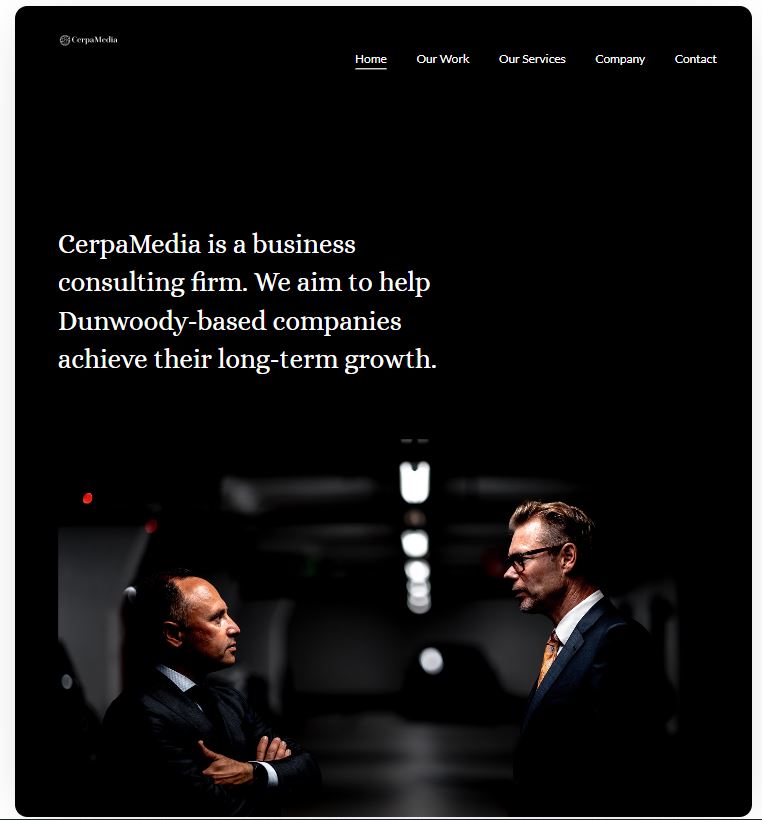 CerpaMedia
Home Our Work Our Services Company Contact
CerpaMedia is a business
consulting firm. We aim to help
Dunwoody-based companies
achieve their long-term growth.